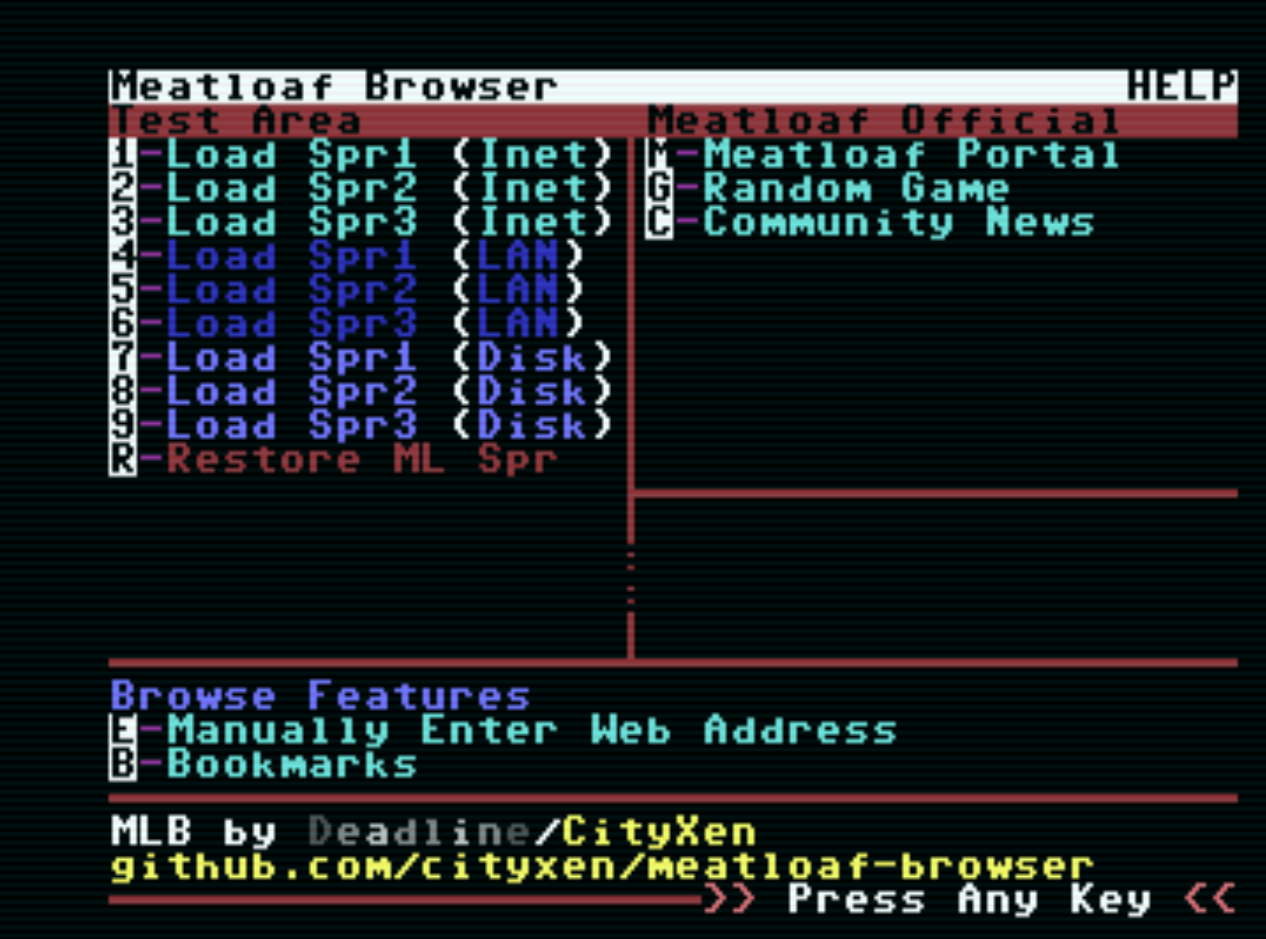 Meatloaf Browser HELP
Test Area Meatloaf Official
1-Load Spr1 (Inet) M-Meatloaf Portal
2-Load Spr2 (Inet) G-Random Game
3-Load Spr3 (Inet) C-Community News
4-Load Spr1 (LAN)
5-Load Spr2 (LAN)
6-Load Spr3 (LAN)
7-Load Spr1 (Disk)
8-Load Spr2 (Disk)
9-Load Spr3 (Disk)
R-Restore ML Spr
Browse Features
E-Manually Enter Web Address
B-Bookmarks
MLB by Deadline/CityXen
github.com/cityxen/meatloaf-browser
>> Press Any Key <<